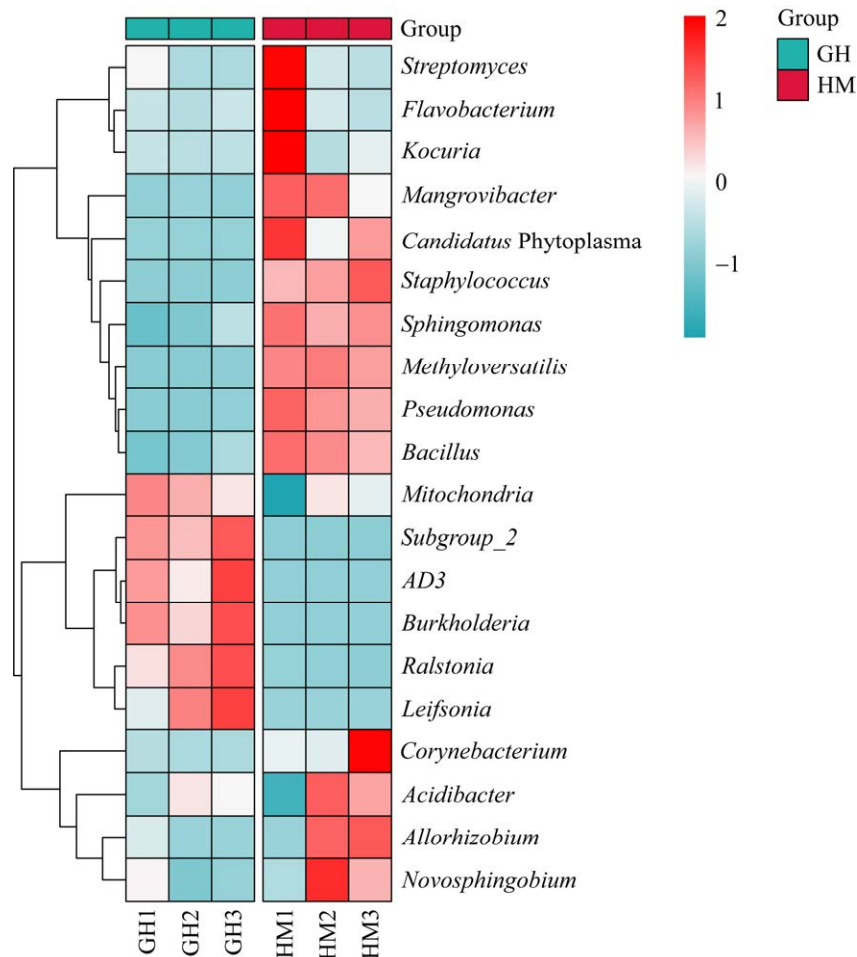 Group
Streptomyces
Flavobacterium
Kocuria
Mangrovibacter
Candidatus Phytoplasma
Staphylococcus
Sphingomonas
Methyloversatilis
Pseudomonas
Bacillus
Mitochondria
Subgroup_2
AD3
Burkholderia
Ralstonia
Leifsonia
Corynebacterium
Acidibacter
Allorhizobium
Novosphingobium
GH1 GH2 GH3 HM1 HM2 HM3
2
1
0
−1
Group
GH
HM